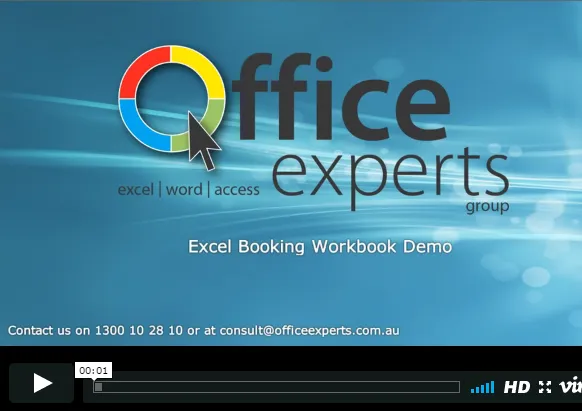 Office
experts
excel | word | access
group
Excel Booking Workbook Demo
Contact us on 1300 10 28 10 or at consult@officeexperts.com.au
00:01
HD